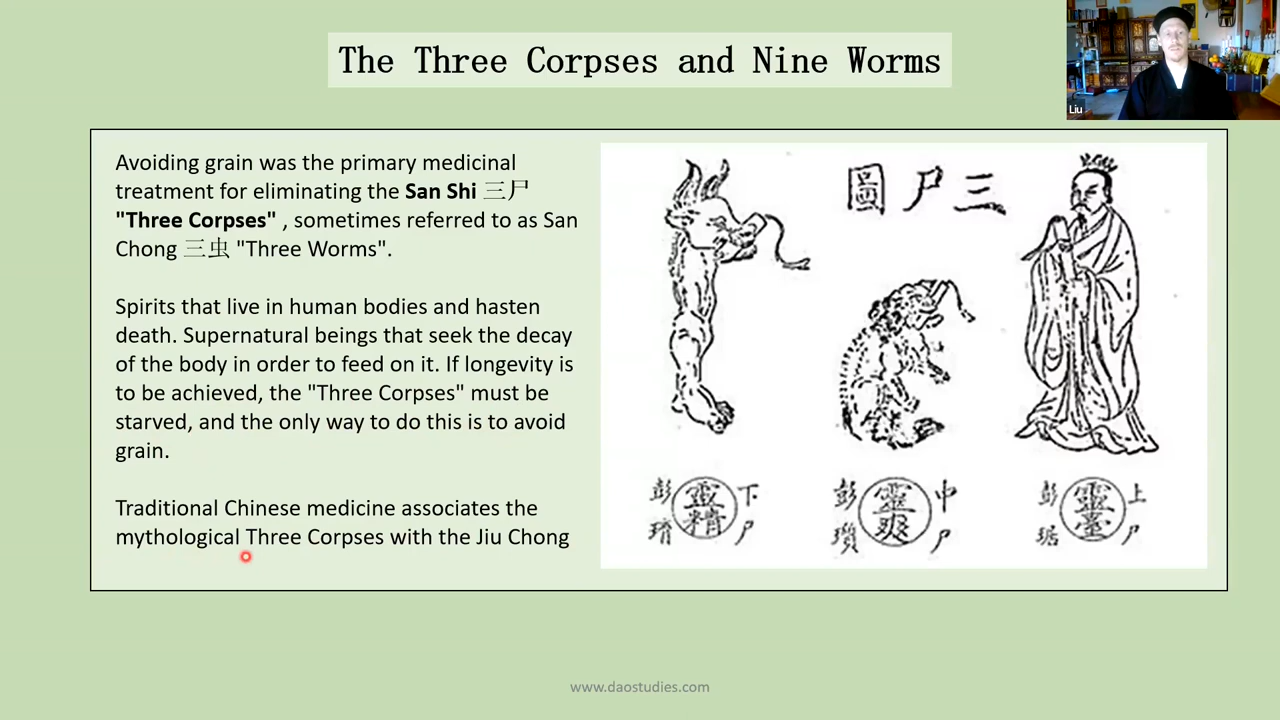 The Three Corpses and Nine Worms
Liu
Avoiding grain was the primary medicinal
treatment for eliminating the San Shi 三尸
"Three Corpses" , sometimes referred to as San
Chong 三虫 "Three Worms".
Spirits that live in human bodies and hasten
death. Supernatural beings that seek the decay
of the body in order to feed on it. If longevity is
to be achieved, the "Three Corpses" must be
starved, and the only way to do this is to avoid
grain.
Traditional Chinese medicine associates the
mythological Three Corpses with the Jiu Chong
三尸圖
上尸
靈臺
彭琚
中尸
靈爽
彭瓆
下尸
靈精
www.daostudies.com